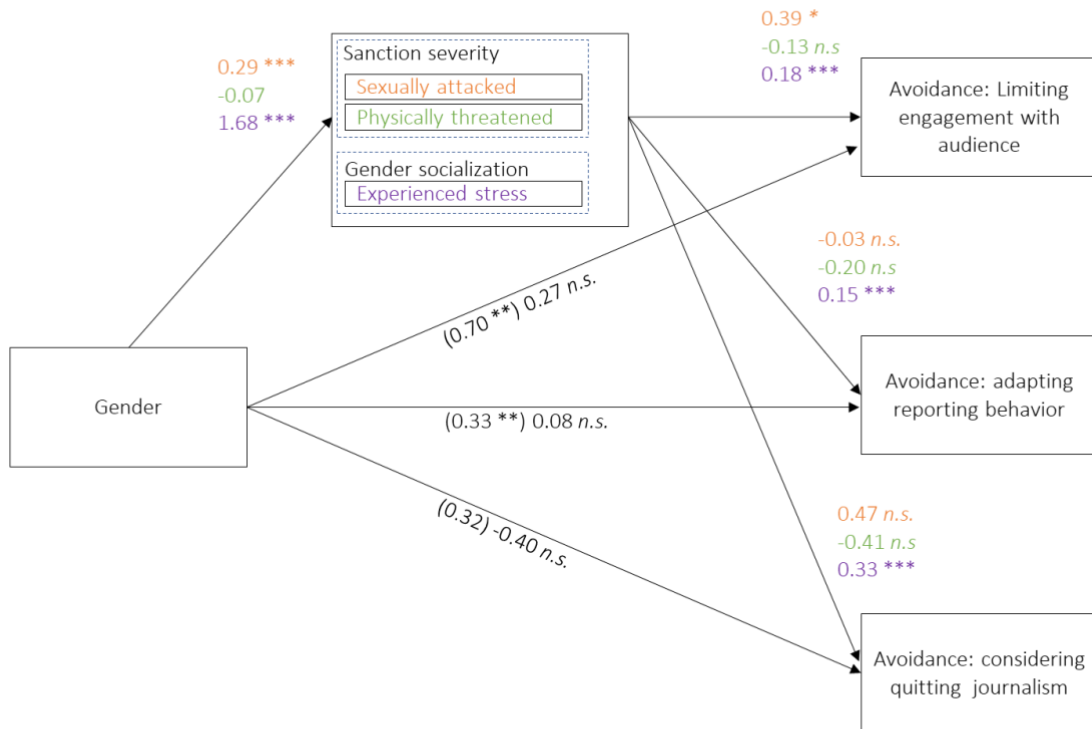 0.29 ***
-0.07
1.68 ***
Sanction severity
Sexually attacked
Physically threatened
Gender socialization
Experienced stress
0.39 *
-0.13 n.s
0.18 ***
Avoidance: Limiting
engagement with
audience
-0.03 n.s.
-0.20 n.s
0.15 ***
(0.70 **) 0.27 n.s.
Gender
(0.33 **) 0.08 n.s.
Avoidance: adapting
reporting behavior
(0.32) -0.40 n.s.
0.47 n.s.
-0.41 n.s
0.33 ***
Avoidance: considering
quitting journalism